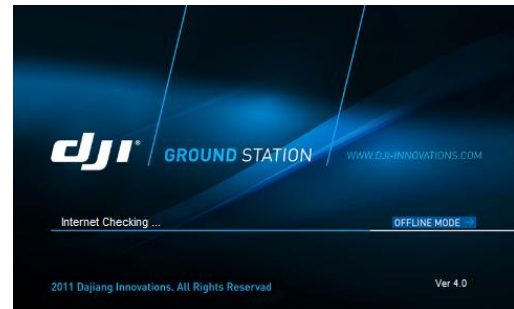 dji® GROUND STATION WWW.DJI-INNOVATIONS.COM
Internet Checking ... OFFLINE MODE
2011 Dajiang Innovations. All Rights Reservad Ver 4.0